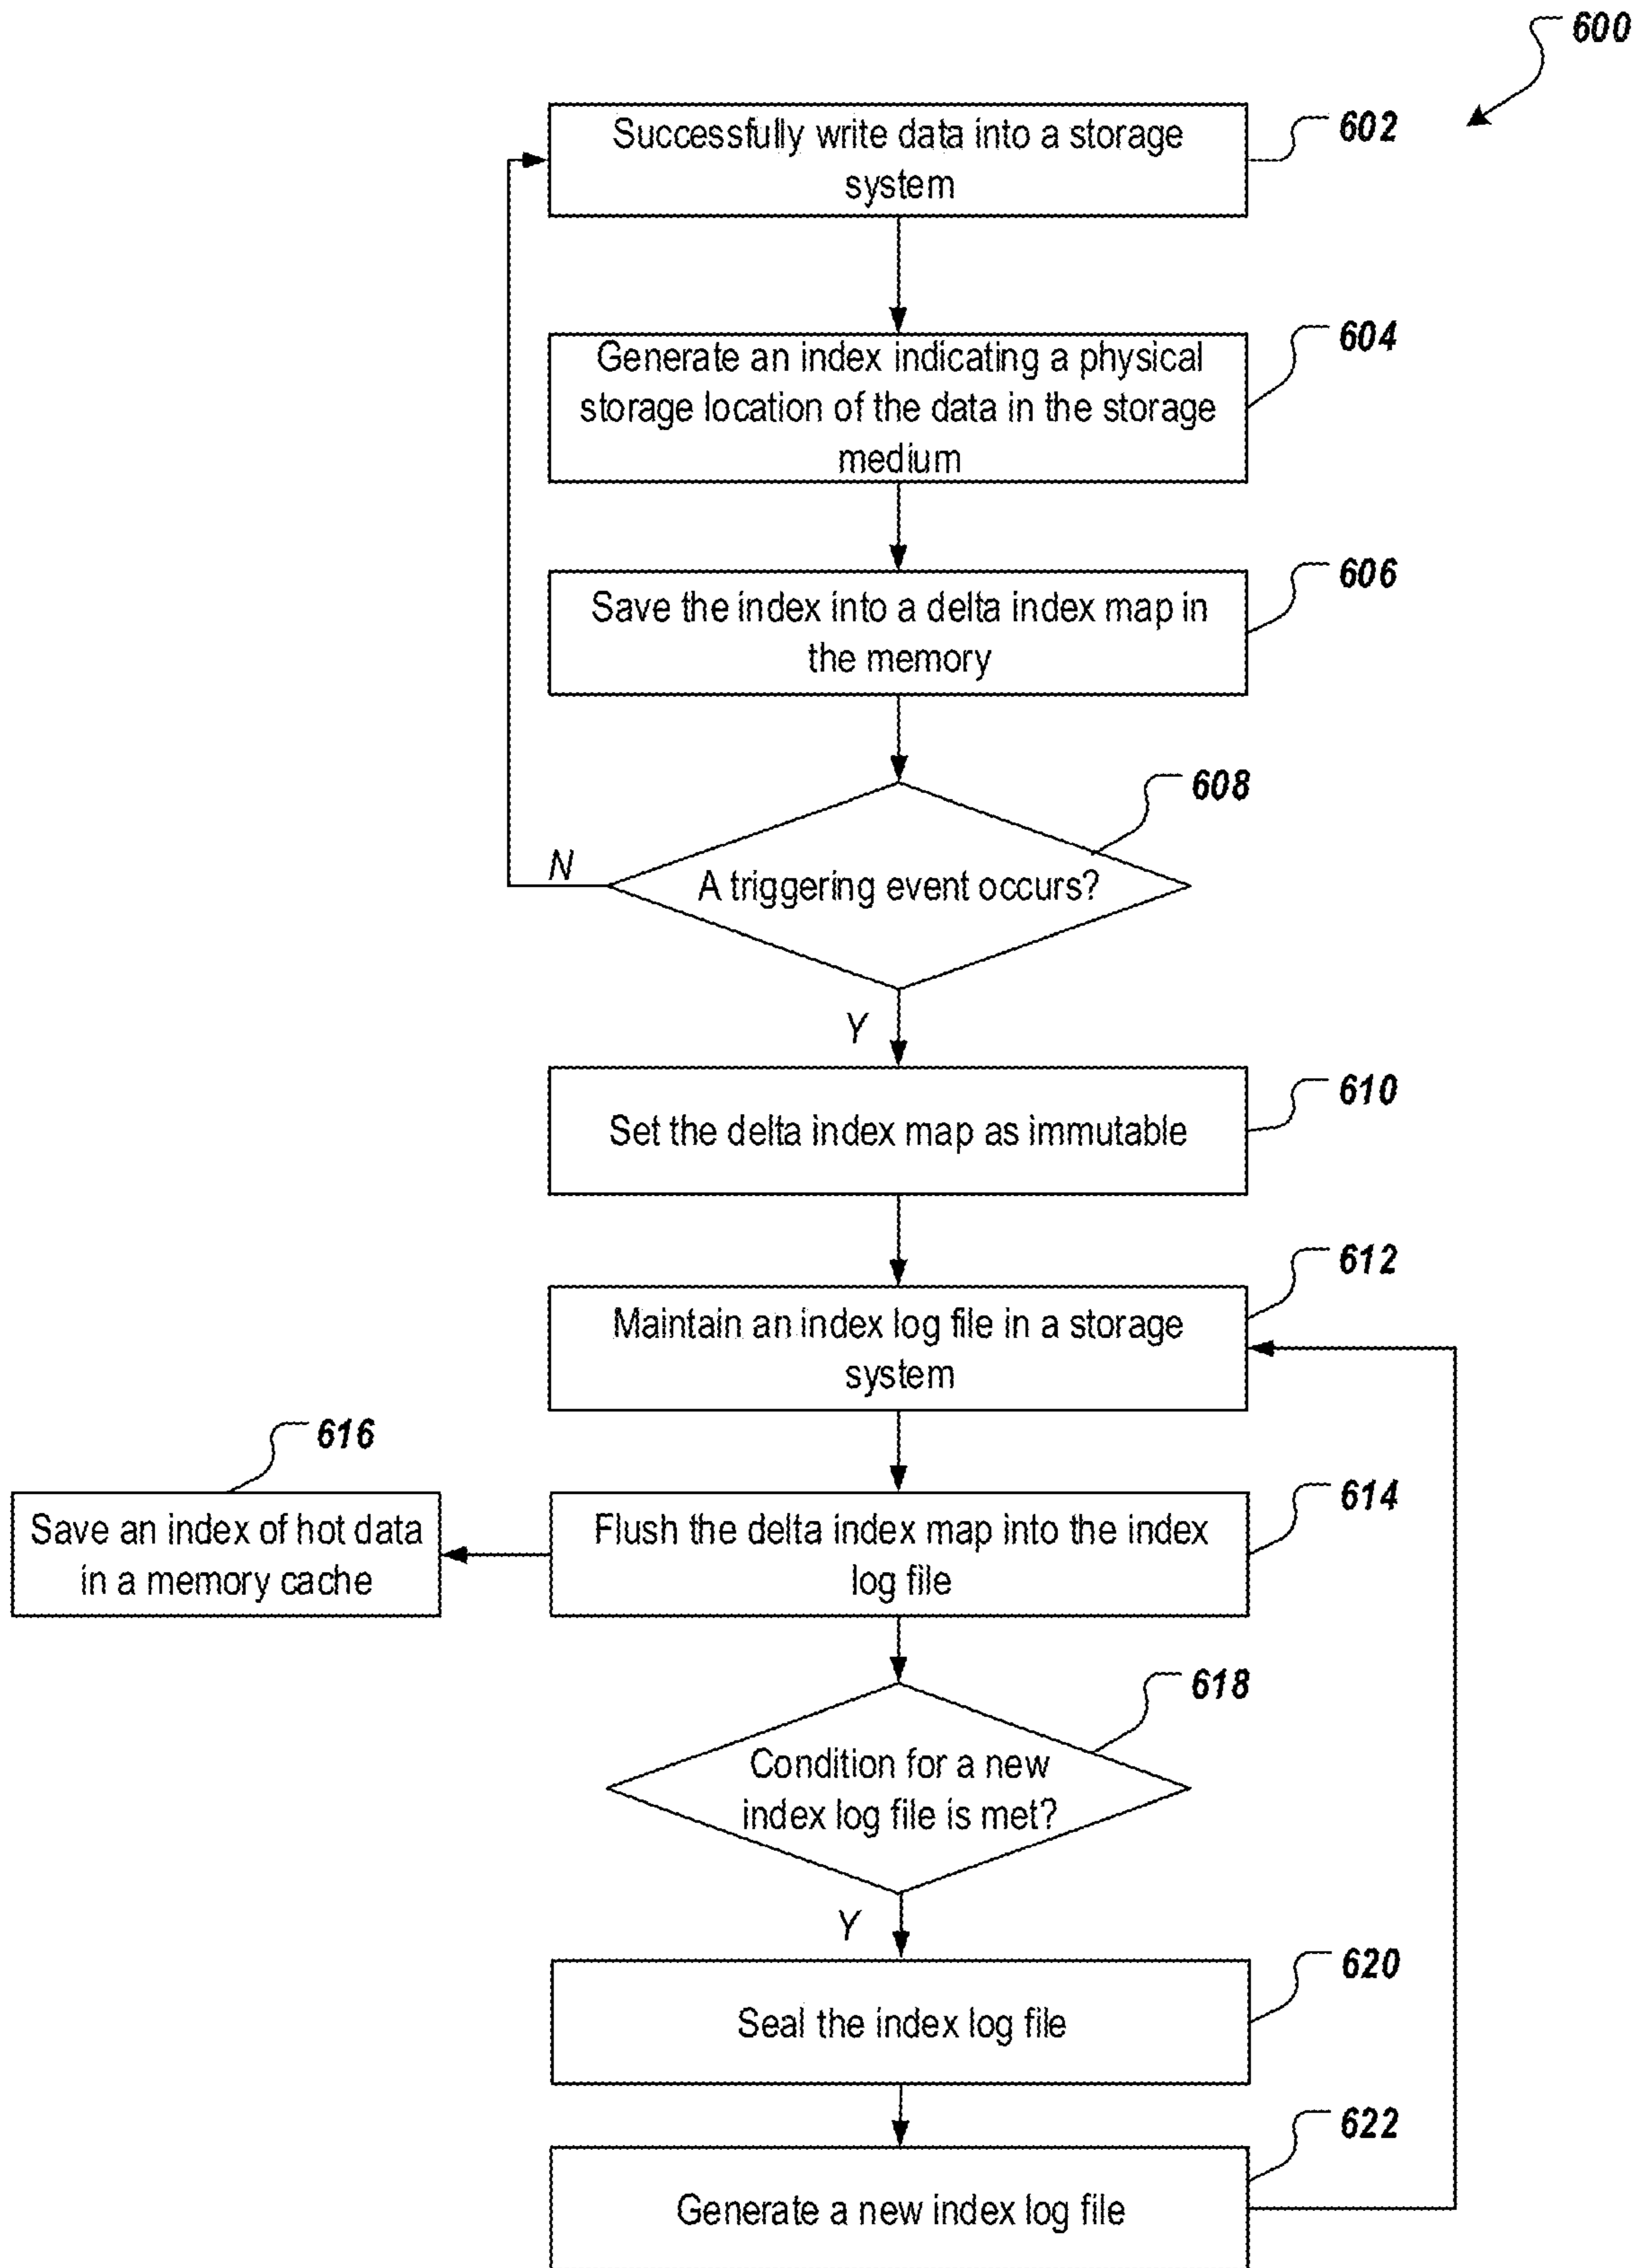 600
Successfully write data into a storage
system
602
Generate an index indicating a physical
storage location of the data in the storage
medium
604
Save the index into a delta index map in
the memory
606
608
A triggering event occurs?
N
Y
Set the delta index map as immutable
610
Maintain an index log file in a storage
system
612
616
Save an index of hot data
in a memory cache
Flush the delta index map into the index
log file
614
618
Condition for a new
index log file is met?
Y
Seal the index log file
620
Generate a new index log file
622